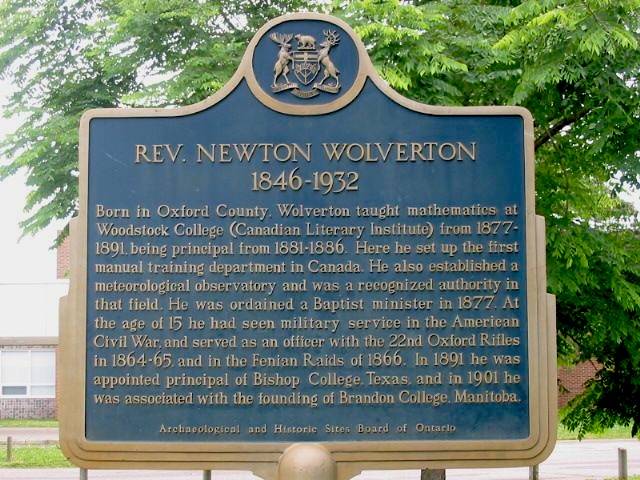 REV. NEWTON WOLVERTON
1846-1932
Born in Oxford County, Wolverton taught mathematics at
Woodstock College (Canadian Literary Institute) from 1877-
1891, being principal from 1881-1886. Here he set up the first
manual training department in Canada. He also established a
meteorological observatory and was a recognized authority in
that field. He was ordained a Baptist minister in 1877. At
the age of 15 he had seen military service in the American
Civil War, and served as an officer with the 22nd Oxford Rifles
in 1864-65, and in the Fenian Raids of 1866. In 1891 he was
appointed principal of Bishop College, Texas, and in 1901 he
was associated with the founding of Brandon College, Manitoba.
Archaeological and Historic Sites Board of Ontario